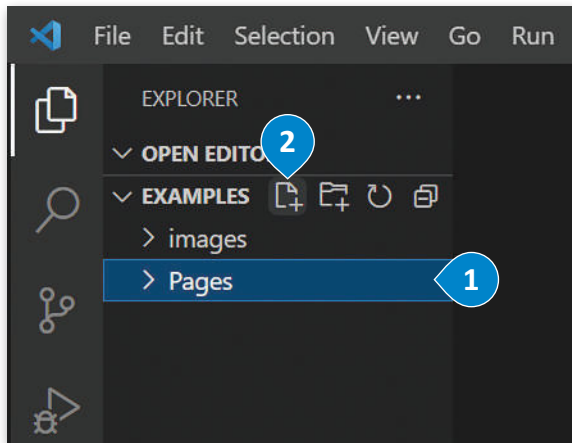 File Edit Selection View Go Run
EXPLORER ...
2
OPEN EDITO
EXAMPLES
images
Pages 1